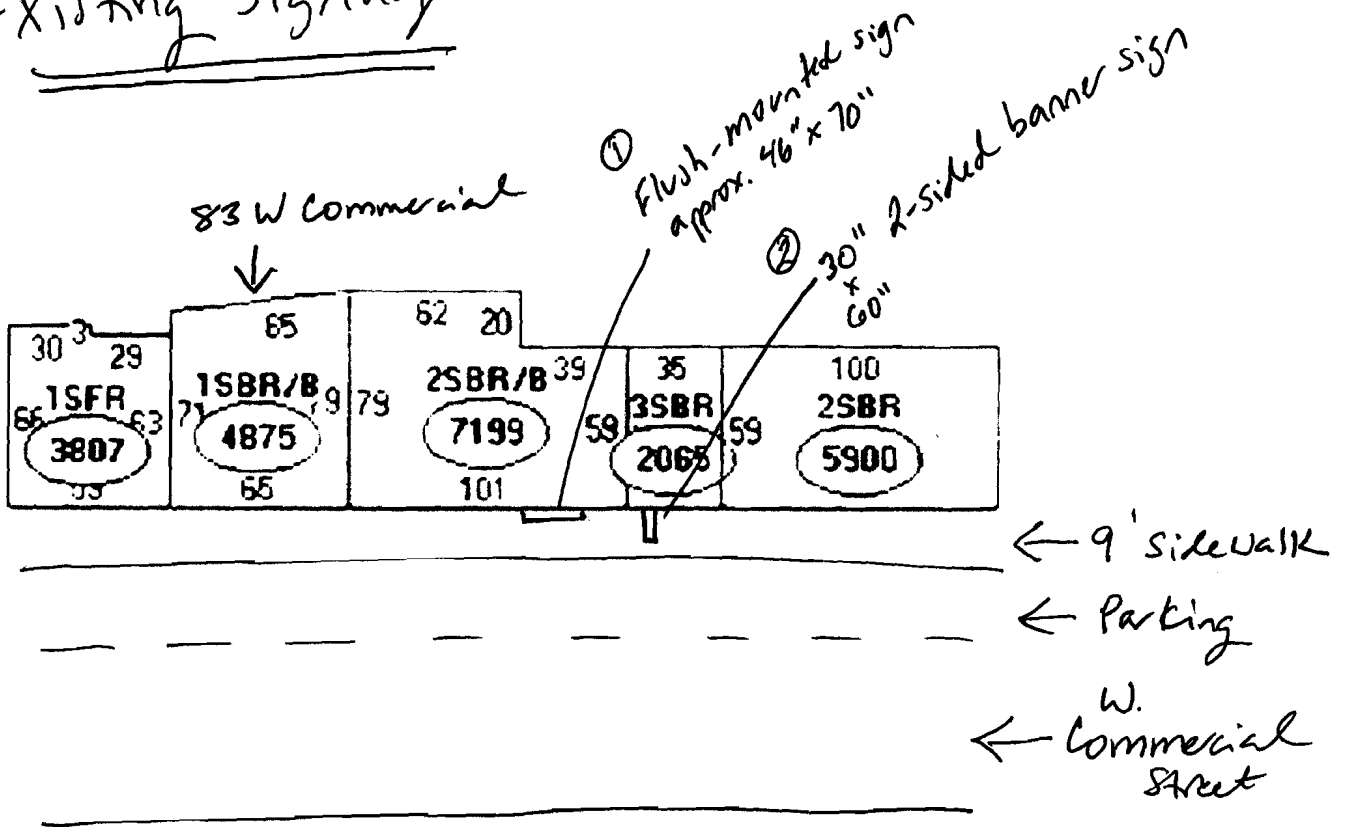 Existing Signage
①
Flush-mounted sign
approx. 46" x 70"
②
30" 2-sided banner sign
x
60"
83 W Commercial
30 3 29
1SFR
66 63
3807
65
1SBR/B
71
4875
65
62 20
2SBR/B 39
79
7199
59
101
35
3SBR
2065
59
100
2SBR
5900
← 9' sidewalk
← Parking
W.
← Commercial
Street